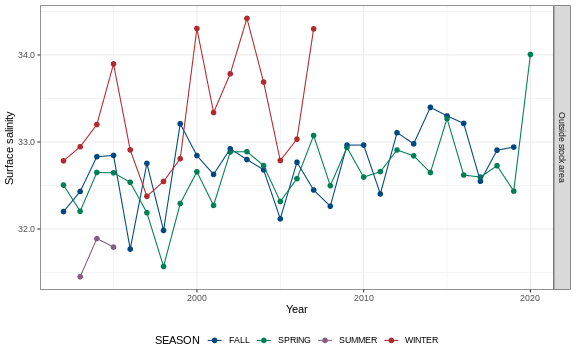 34.0
33.0
32.0
Surface salinity
Outside stock area
2000
2010
2020
Year
SEASON FALL SPRING SUMMER WINTER